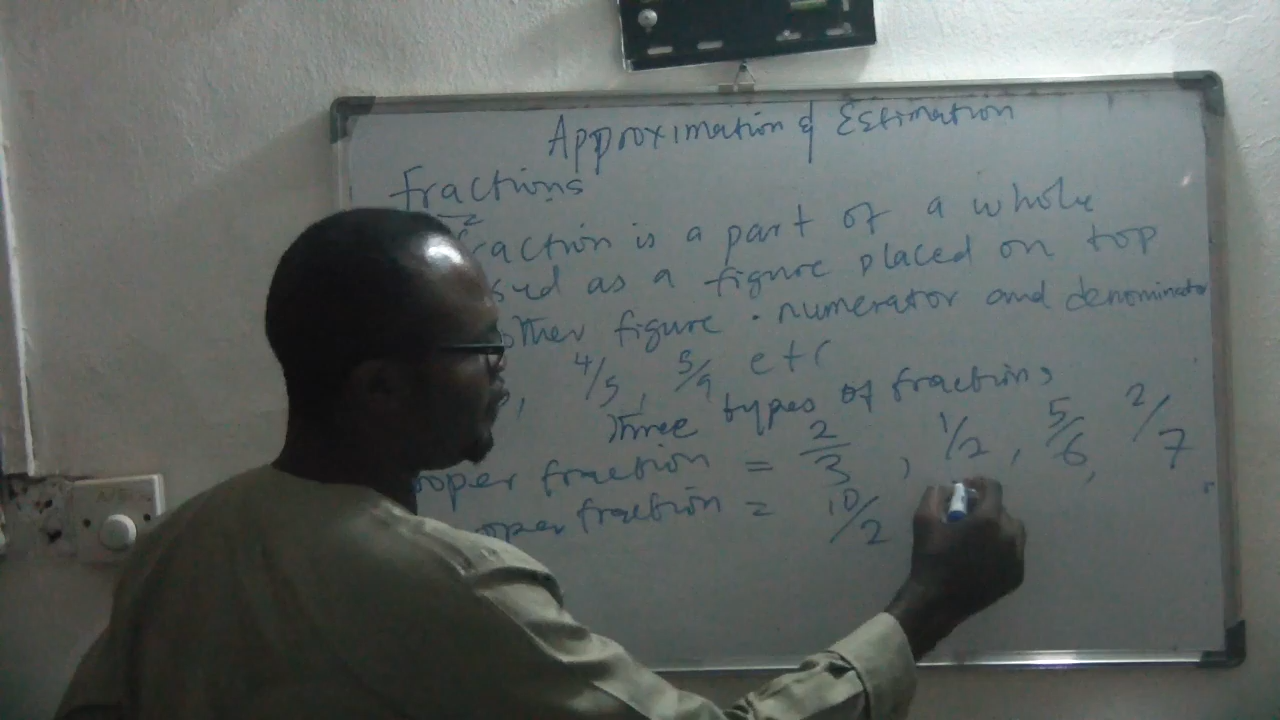 Approximation & Estimation
Fractions
fraction is a part of a whole
as a figure placed on top
other figure . numerator and denominator
, 4/5 , 5/9 etc
Three types of fractions
oper fraction = 2/3 , 1/2 , 5/6 , 2/7
oper fraction = 10/2